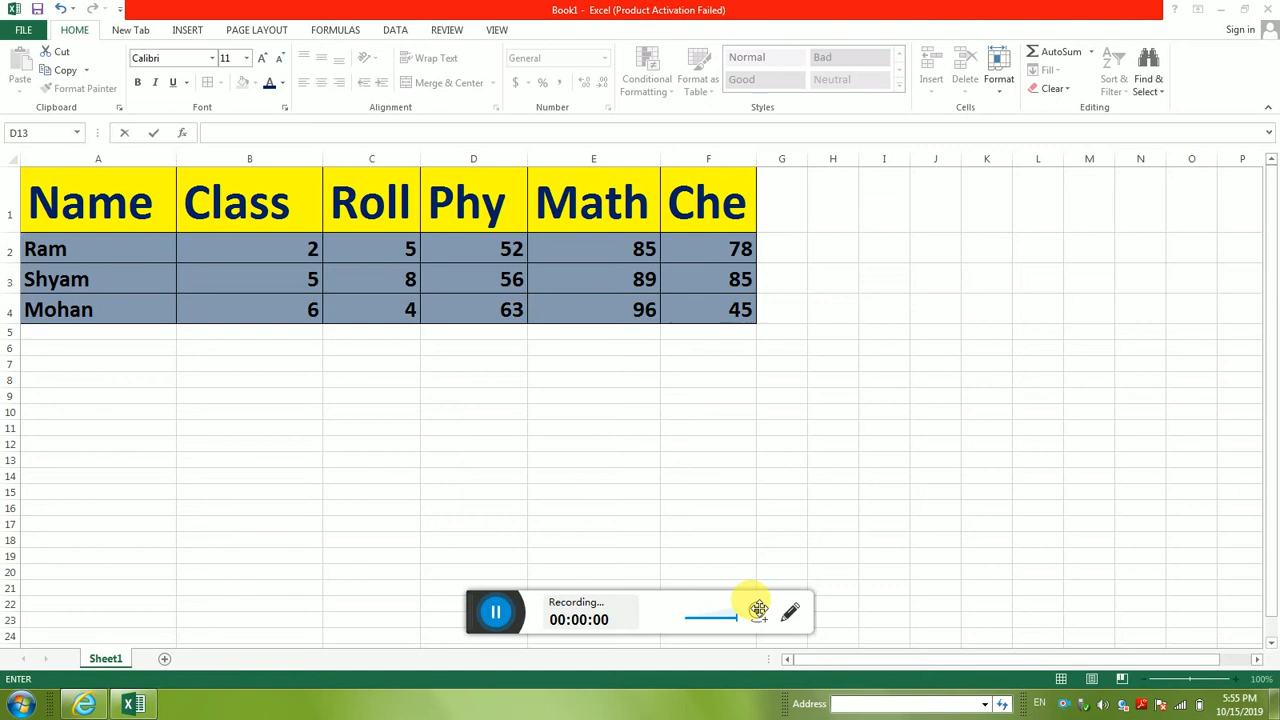 Book1 - Excel (Product Activation Failed)
FILE HOME New Tab INSERT PAGE LAYOUT FORMULAS DATA REVIEW VIEW Sign in
Paste Cut Copy Format Painter Clipboard
Calibri 11 B I U A Font
Wrap Text Merge & Center Alignment
General $ % , Number
Conditional Formatting Format as Table Normal Bad Good Neutral Styles
Insert Delete Format Cells
AutoSum Fill Clear Sort & Filter Find & Select Editing
D13 fx
A B C D E F G H I J K L M N O P
1 Name Class Roll Phy Math Che
2 Ram 2 5 52 85 78
3 Shyam 5 8 56 89 85
4 Mohan 6 4 63 96 45
5
6
7
8
9
10
11
12
13
14
15
16
17
18
19
20
21
22
23
24
Recording...
00:00:00
Sheet1
ENTER 100%
Address EN 5:55 PM
10/15/2019